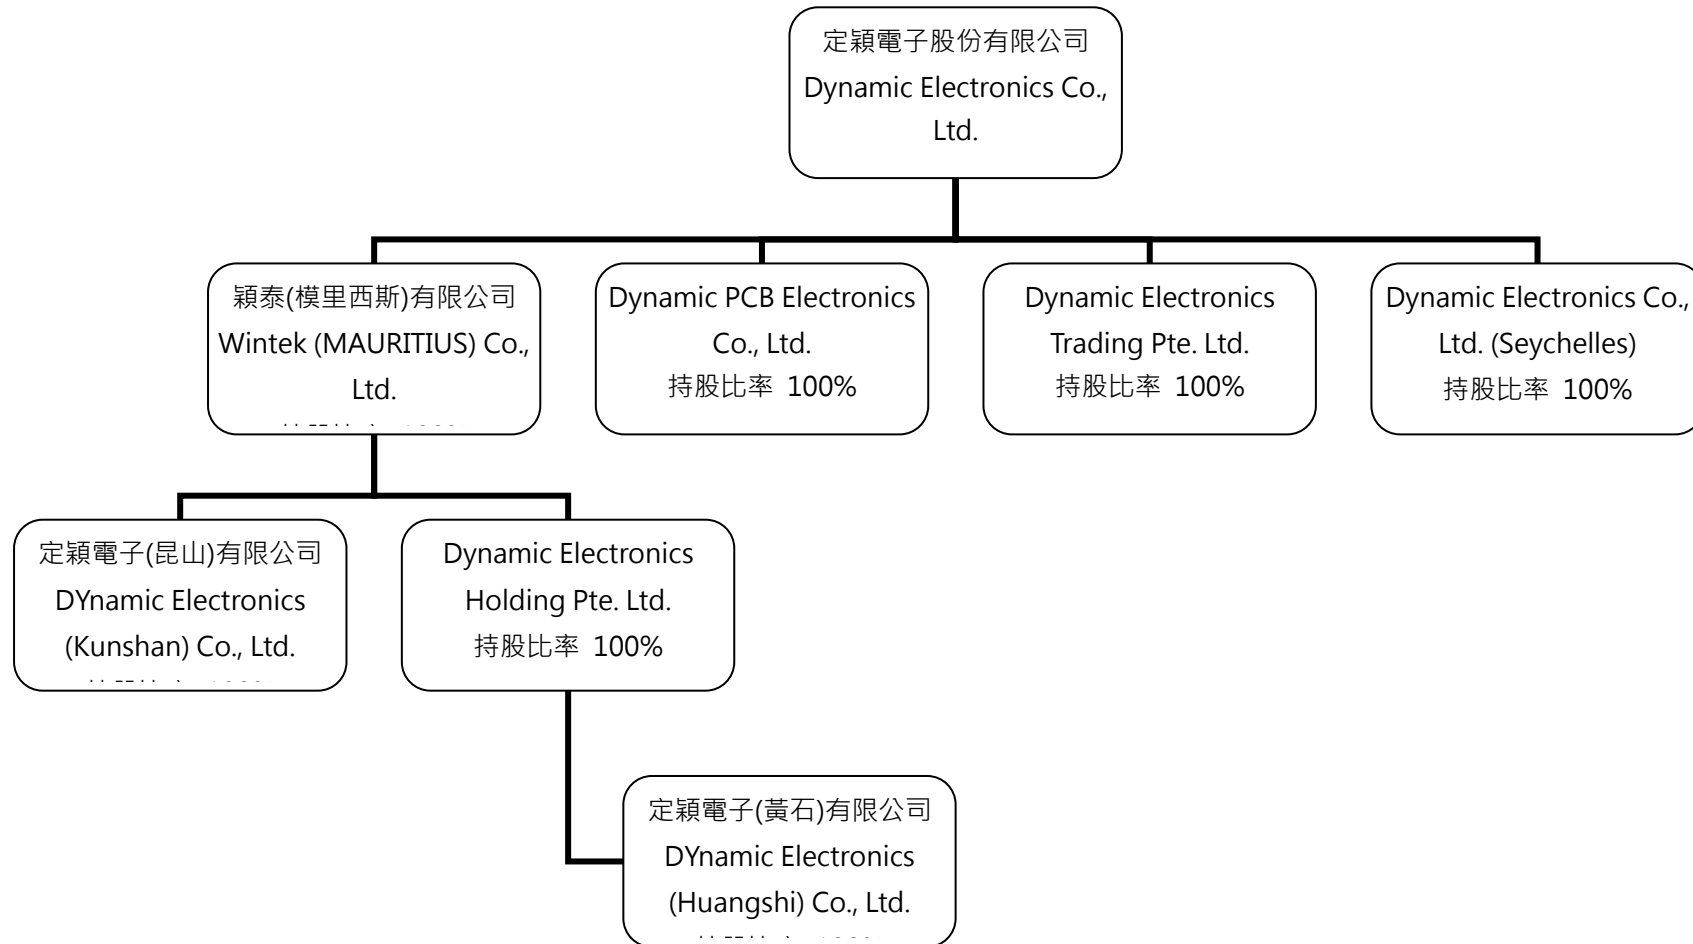 定穎電子股份有限公司
Dynamic Electronics Co.,
Ltd.
穎泰(模里西斯)有限公司
Wintek (MAURITIUS) Co.,
Ltd.
Dynamic PCB Electronics
Co., Ltd.
持股比率 100%
Dynamic Electronics
Trading Pte. Ltd.
持股比率 100%
Dynamic Electronics Co.,
Ltd. (Seychelles)
持股比率 100%
定穎電子(昆山)有限公司
DYnamic Electronics
(Kunshan) Co., Ltd.
Dynamic Electronics
Holding Pte. Ltd.
持股比率 100%
定穎電子(黃石)有限公司
DYnamic Electronics
(Huangshi) Co., Ltd.